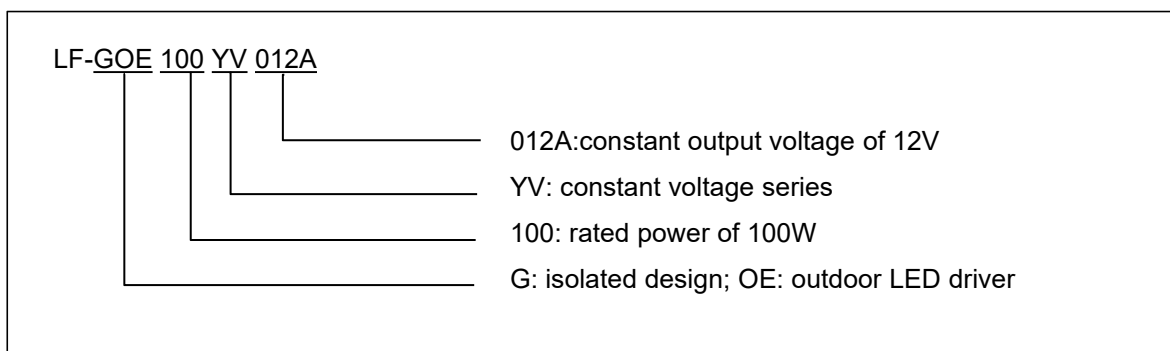 LF-GOE 100 YV 012A
012A:constant output voltage of 12V
YV: constant voltage series
100: rated power of 100W
G: isolated design; OE: outdoor LED driver